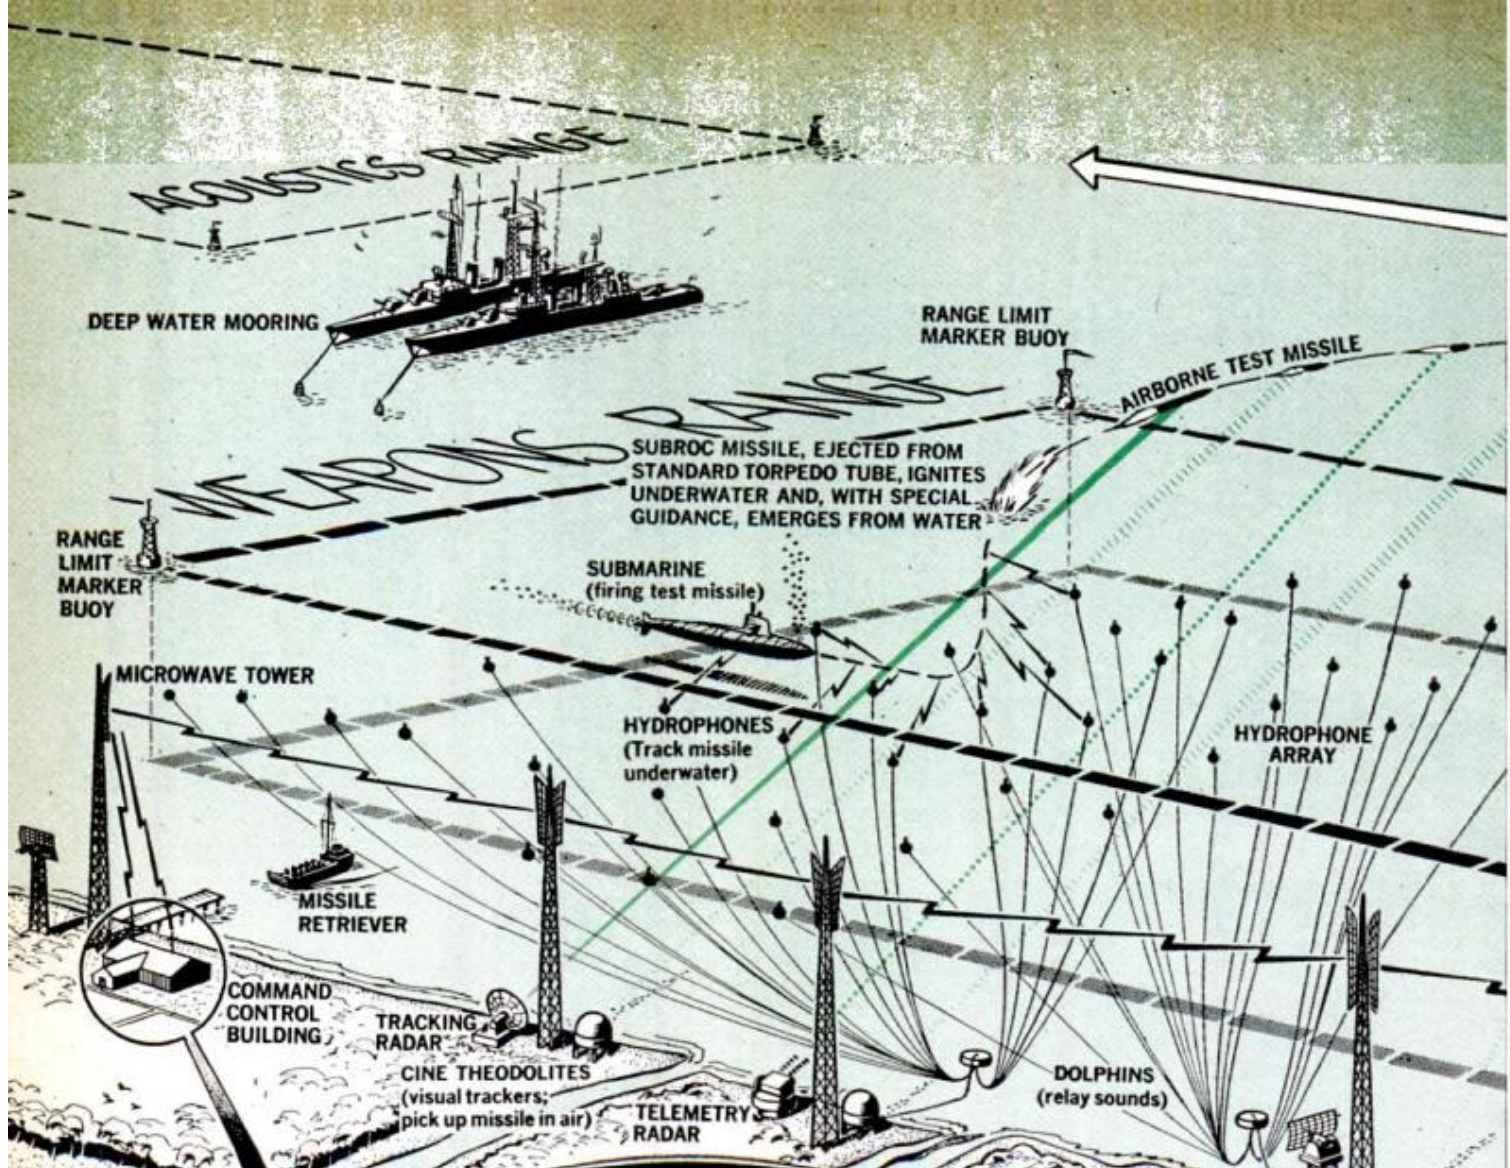 ACOUSTICS RANGE
DEEP WATER MOORING
RANGE LIMIT
MARKER BUOY
AIRBORNE TEST MISSILE
WEAPONS RANGE
SUBROC MISSILE, EJECTED FROM
STANDARD TORPEDO TUBE, IGNITES
UNDERWATER AND, WITH SPECIAL
GUIDANCE, EMERGES FROM WATER
RANGE
LIMIT
MARKER
BUOY
SUBMARINE
(firing test missile)
MICROWAVE TOWER
HYDROPHONES
(Track missile
underwater)
HYDROPHONE
ARRAY
MISSILE
RETRIEVER
COMMAND
CONTROL
BUILDING
TRACKING
RADAR
CINE THEODOLITES
(visual trackers;
pick up missile in air)
TELEMETRY
RADAR
DOLPHINS
(relay sounds)